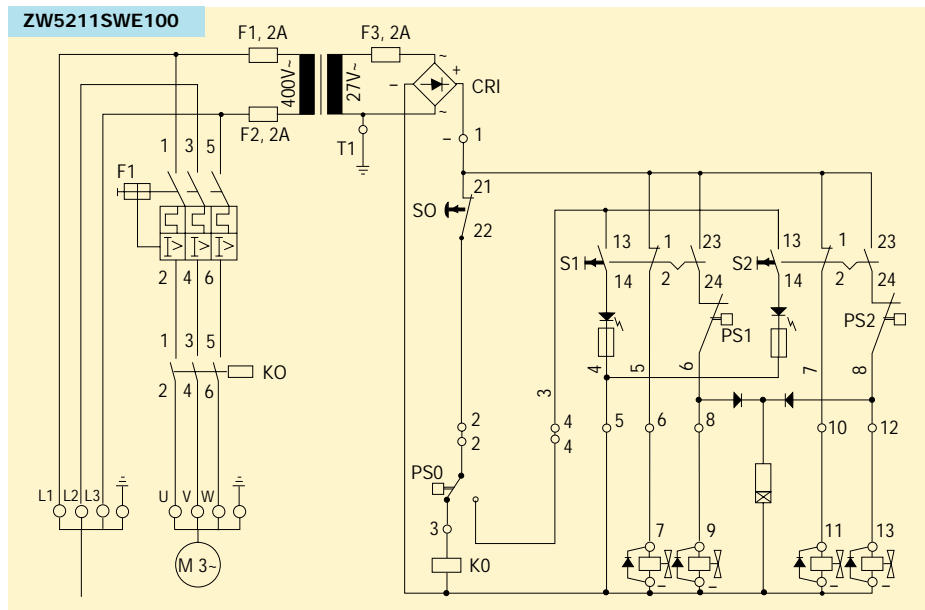 ZW5211SWE100
F1, 2A
F3, 2A
400V~
27V~
~
+
–
CRI
~
F2, 2A
T1
– 1
1 3 5
F1
I> I> I>
2 4 6
21
SO
22
13
1
23
13
1
23
S1
14
2
24
S2
14
2
24
PS1
PS2
1 3 5
KO
2 4 6
3
4
5
6
7
8
2
2
4
4
5
6
8
10
12
PS0
3
K0
L1 L2 L3
U V W
M 3~
7
9
11
13
–
–
–
–